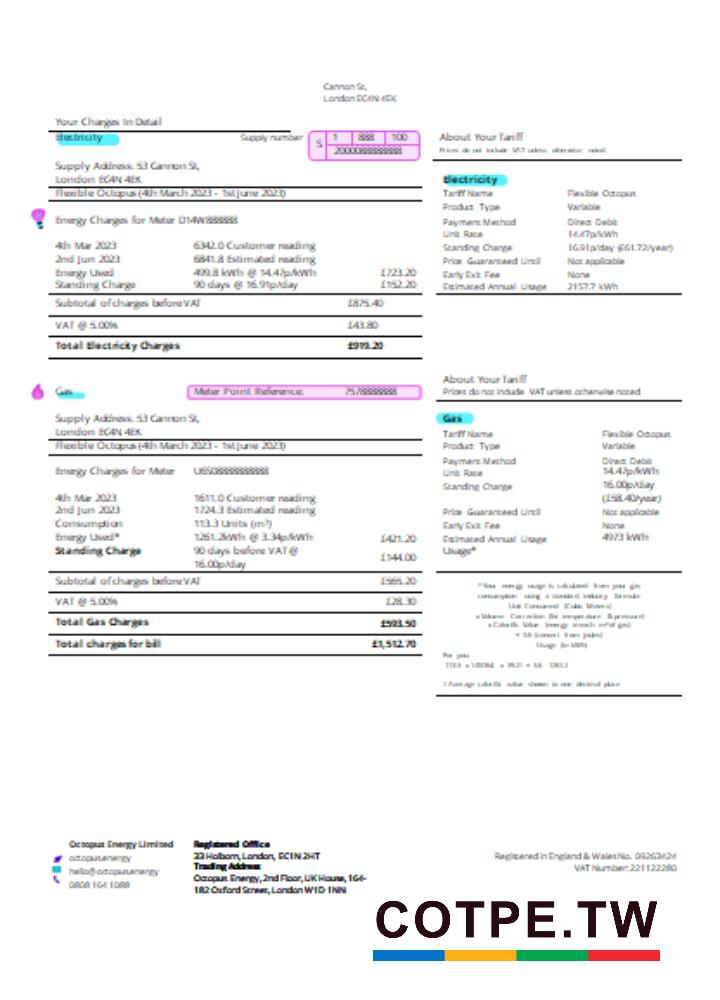 Cannon St,
London EC4N 4EK
Your Charges In Detail
Electricity
Supply number
S 1 888 100
2000088888888
Supply Address: 53 Cannon St,
London EC4N 4EK
Flexible Octopus (4th March 2023 - 1st June 2023)
Energy Charges for Meter D14W888888
4th Mar 2023 6342.0 Customer reading
2nd Jun 2023 6841.8 Estimated reading
Energy Used 499.8 kWh @ 14.47p/kWh £723.20
Standing Charge 90 days @ 16.91p/day £152.20
Subtotal of charges before VAT £875.40
VAT @ 5.00% £43.80
Total Electricity Charges £919.20
Gas Meter Point Reference: 7578888888
Supply Address: 53 Cannon St,
London EC4N 4EK
Flexible Octopus (4th March 2023 - 1st June 2023)
Energy Charges for Meter U6508888888888
4th Mar 2023 1611.0 Customer reading
2nd Jun 2023 1724.3 Estimated reading
Consumption 113.3 Units (m³)
Energy Used* 1261.2kWh @ 3.34p/kWh £421.20
Standing Charge 90 days before VAT @ 16.00p/day £144.00
Subtotal of charges before VAT £565.20
VAT @ 5.00% £28.30
Total Gas Charges £593.50
Total charges for bill £1,512.70
About Your Tariff
Prices do not include VAT unless otherwise noted
Electricity
Tariff Name Flexible Octopus
Product Type Variable
Payment Method Direct Debit
Unit Rate 14.47p/kWh
Standing Charge 16.91p/day (£61.72/year)
Price Guaranteed Until Not applicable
Early Exit Fee None
Estimated Annual Usage 2157.7 kWh
About Your Tariff
Prices do not include VAT unless otherwise noted
Gas
Tariff Name Flexible Octopus
Product Type Variable
Payment Method Direct Debit
Unit Rate 14.47p/kWh
Standing Charge 16.00p/day
(£58.40/year)
Price Guaranteed Until Not applicable
Early Exit Fee None
Estimated Annual Usage* 4973 kWh
*Your energy usage is calculated from you gas
consumption using a standard industry formula
Unit Consumed (Cubic Meters)
x Volume Correction (for temperature & pressure)
x Calorific Value (energy in each m³ of gas)
÷ 3.6 (convert from joules)
Usage (in kWh)
For you
† Average calorific value shown to one decimal place
Octopus Energy Limited
octopus.energy
hello@octopus.energy
0808 164 1088
Registered Office
33 Holborn, London, EC1N 2HT
Trading Address
Octopus Energy, 2nd Floor, UK House, 164-
182 Oxford Street, London W1D 1NN
Registered in England & Wales No. 09263424
VAT Number: 221122280
COTPE.TW